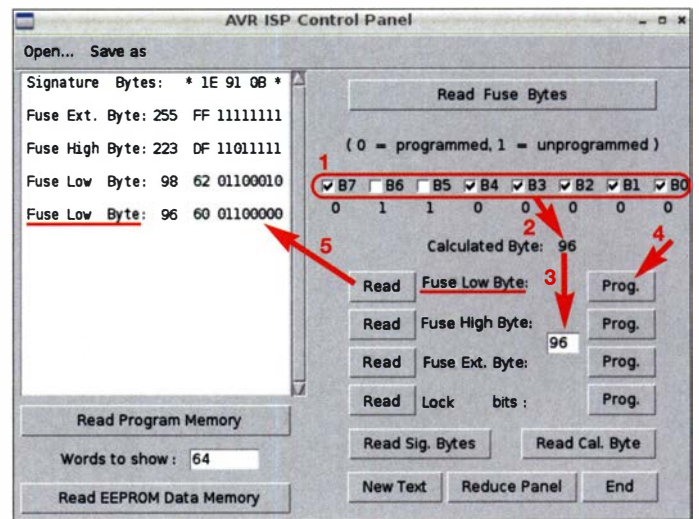 AVR ISP Control Panel
Open... Save as
Signature Bytes: * 1E 91 0B *
Fuse Ext. Byte: 255 FF 11111111
Fuse High Byte: 223 DF 11011111
Fuse Low Byte: 98 62 01100010
Fuse Low Byte: 96 60 01100000
Read Program Memory
Words to show : 64
Read EEPROM Data Memory
Read Fuse Bytes
( 0 = programmed, 1 = unprogrammed )
1
B7 B6 B5 B4 B3 B2 B1 B0
0 1 1 0 0 0 0 0
2
4
Calculated Byte: 96
5
3
Read Fuse Low Byte: Prog.
Read Fuse High Byte: Prog.
96
Read Fuse Ext. Byte: Prog.
Read Lock bits : Prog.
Read Sig. Bytes Read Cal. Byte
New Text Reduce Panel End